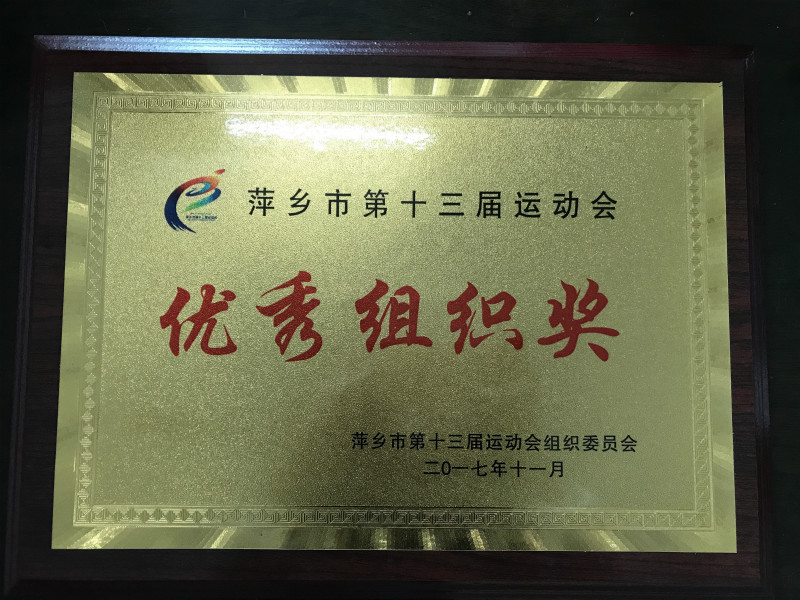 萍乡市第十三届运动会
优秀组织奖
萍乡市第十三届运动会组织委员会
二0一七年十一月